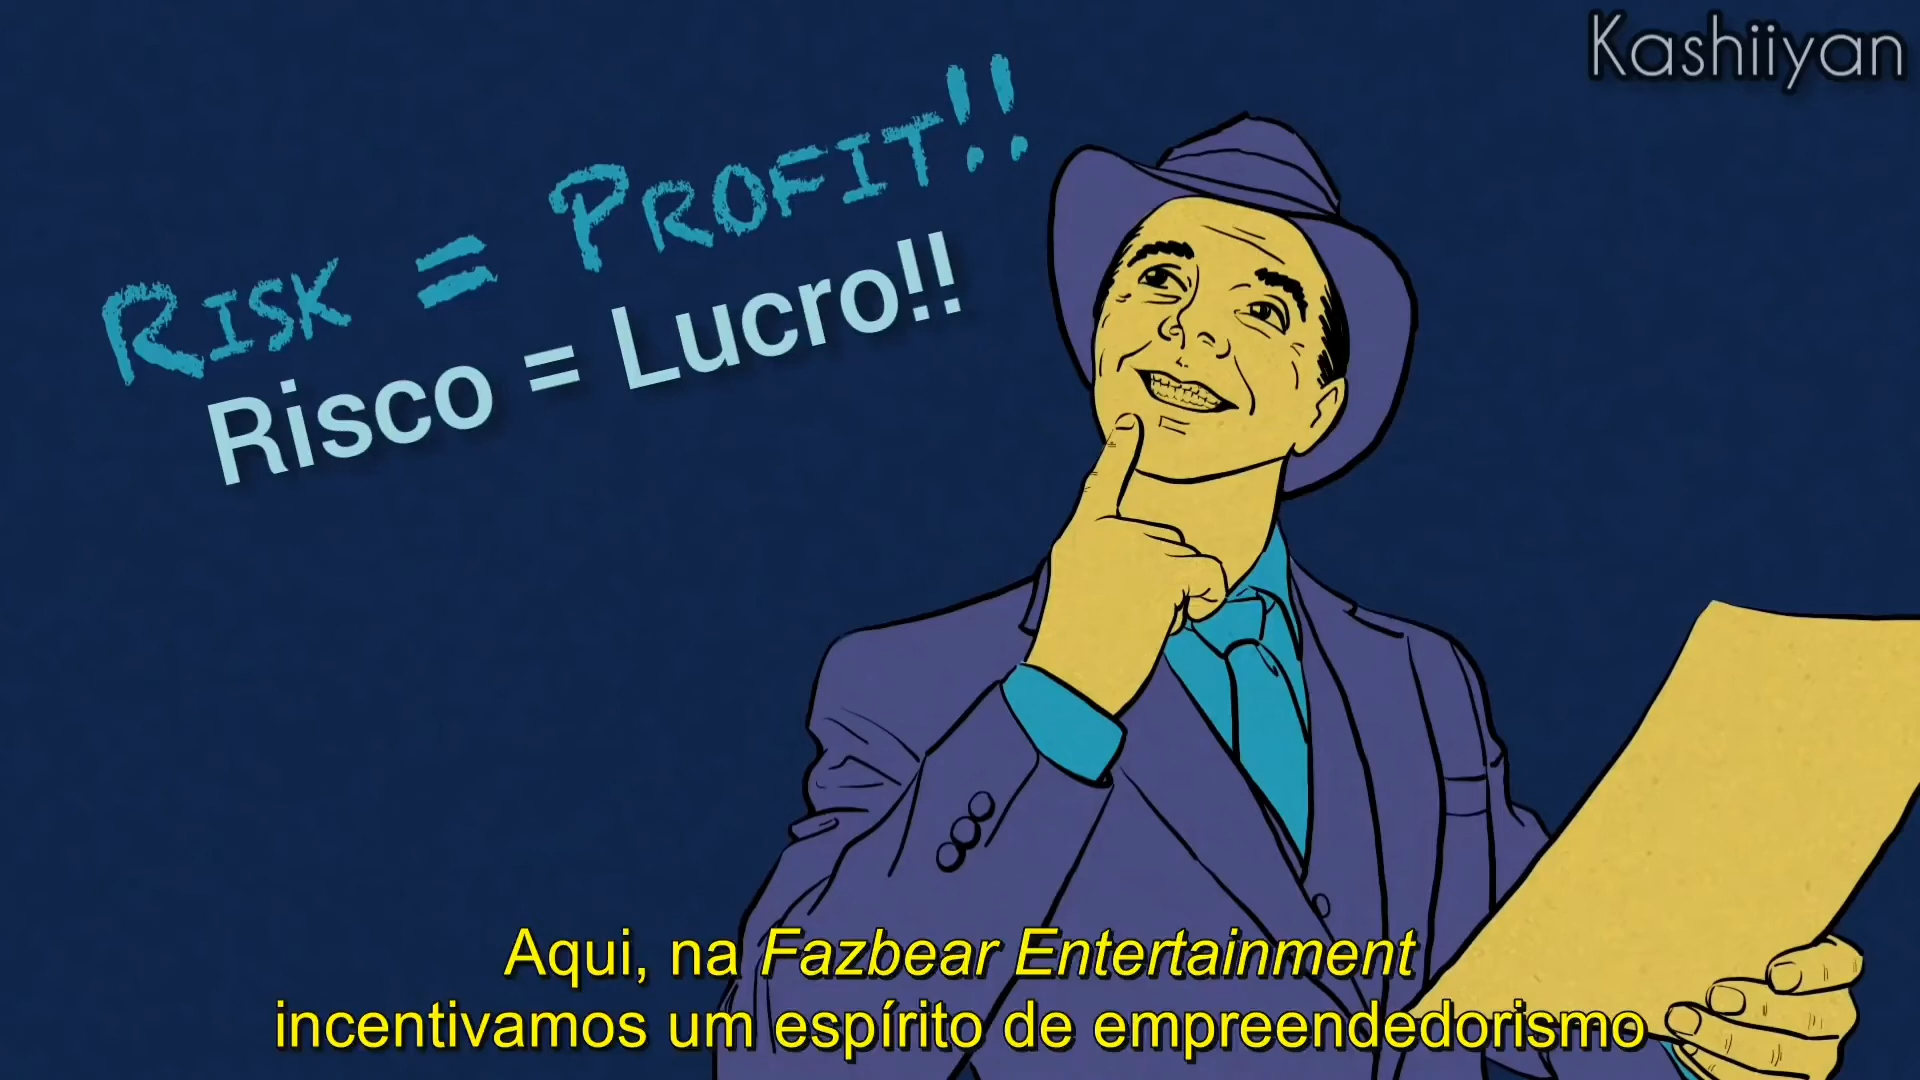 Kashiiyan
RISK = PROFIT!!
Risco = Lucro!!
Aqui, na Fazbear Entertainment
incentivamos um espírito de empreendedorismo